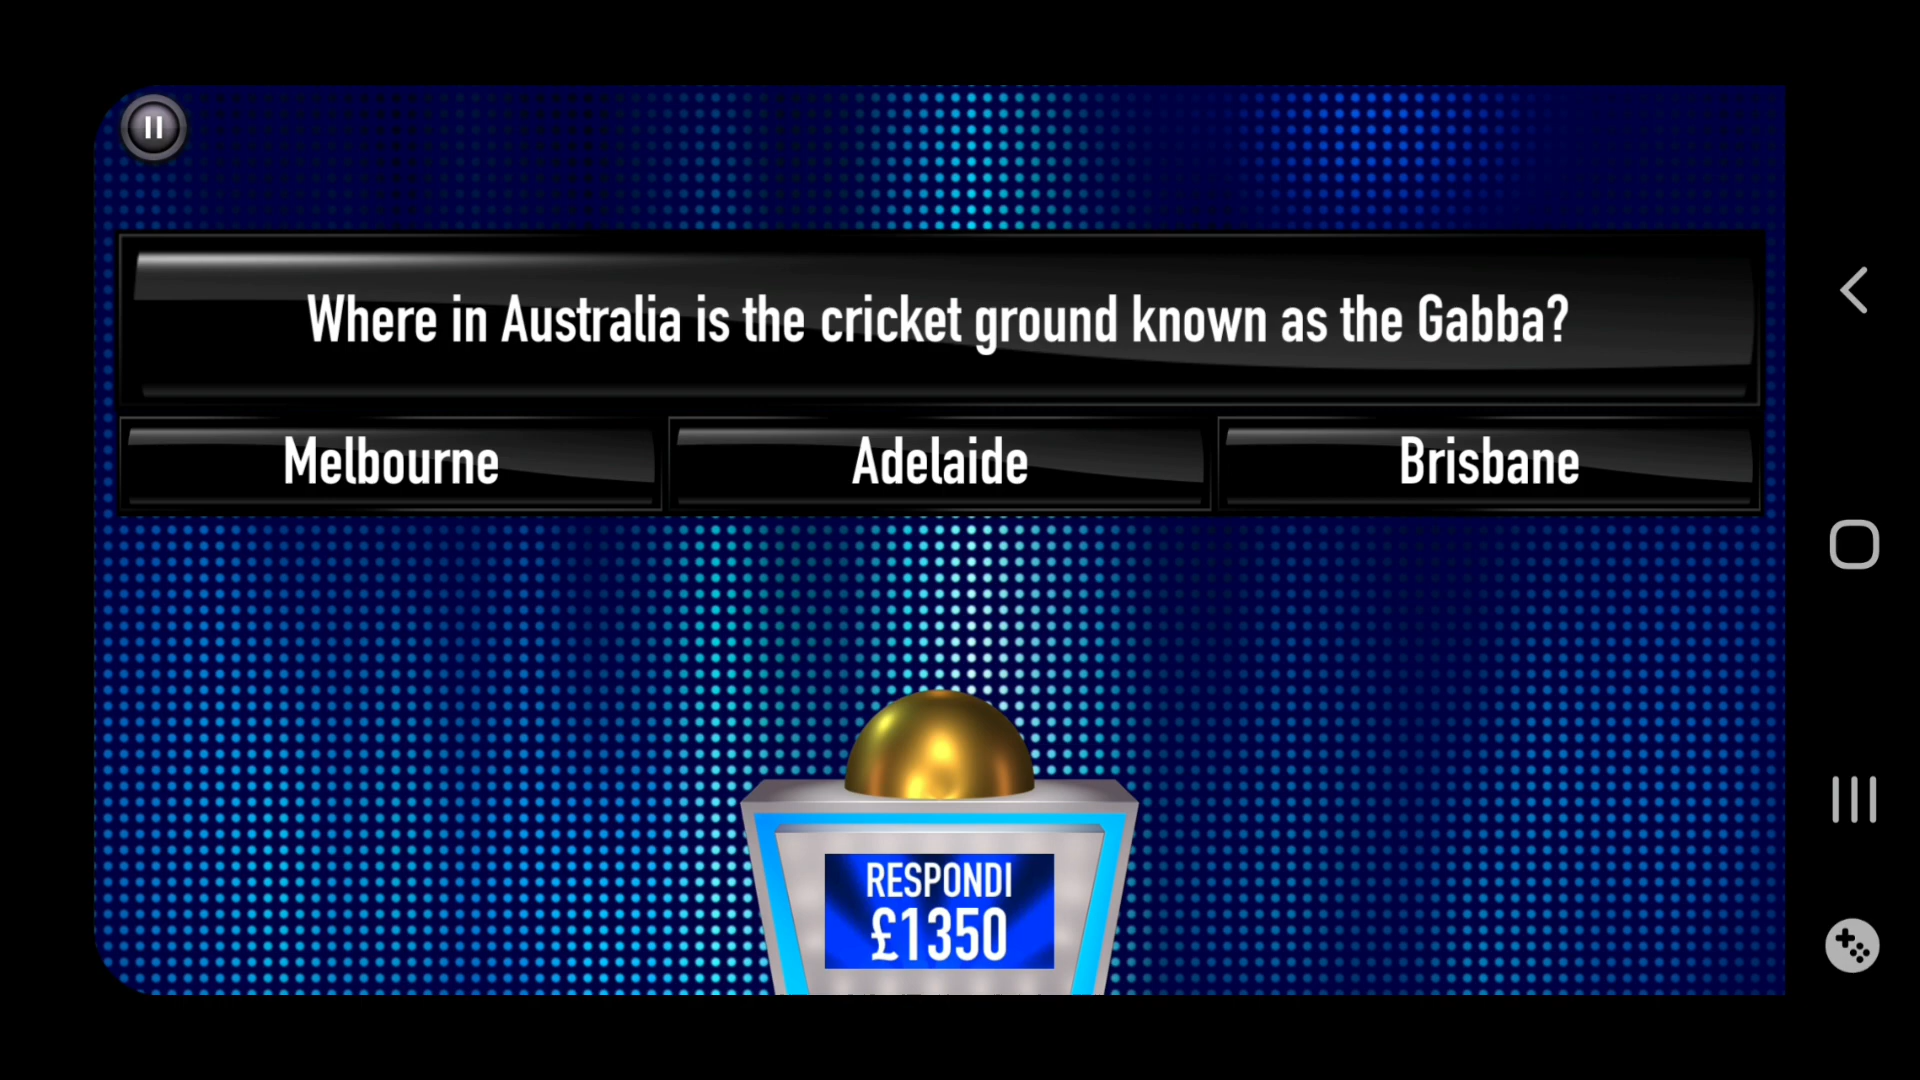 Where in Australia is the cricket ground known as the Gabba?
Melbourne
Adelaide
Brisbane
RESPONDI
£1350